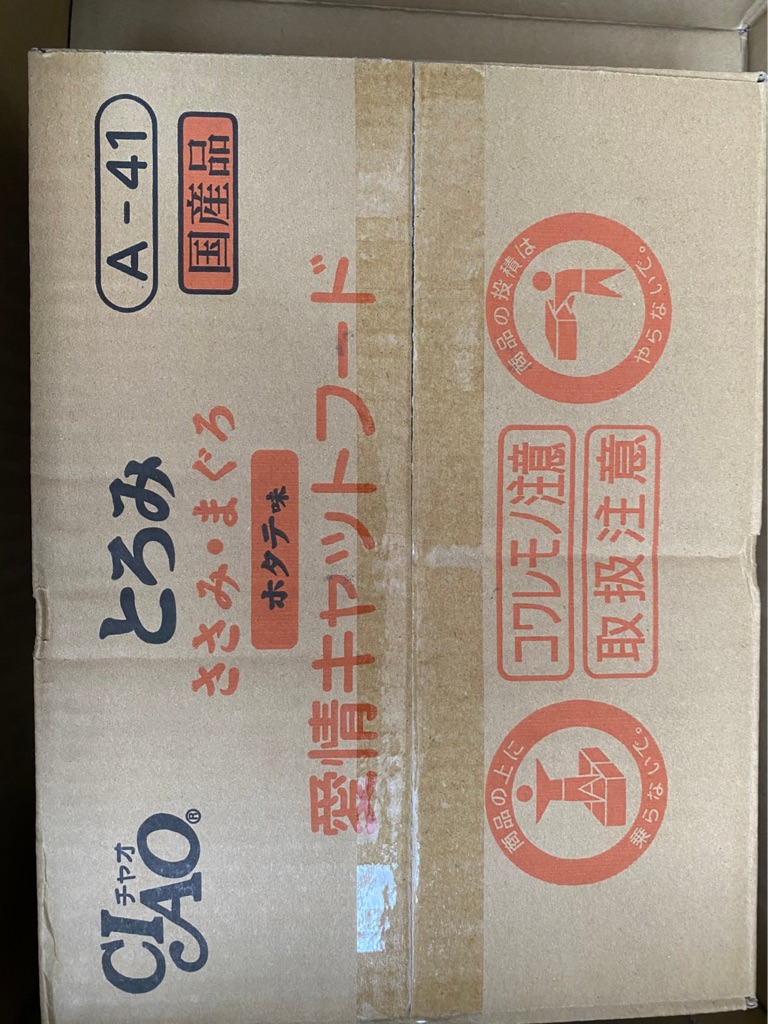 チャオ
CIAO®
とろみ
A-41
国産品
ささみ・まぐろ
ホタテ味
愛情キャットフード
商品の上に
乗らないで。
コワレモノ注意
取扱注意
商品の投積は
やらないで。